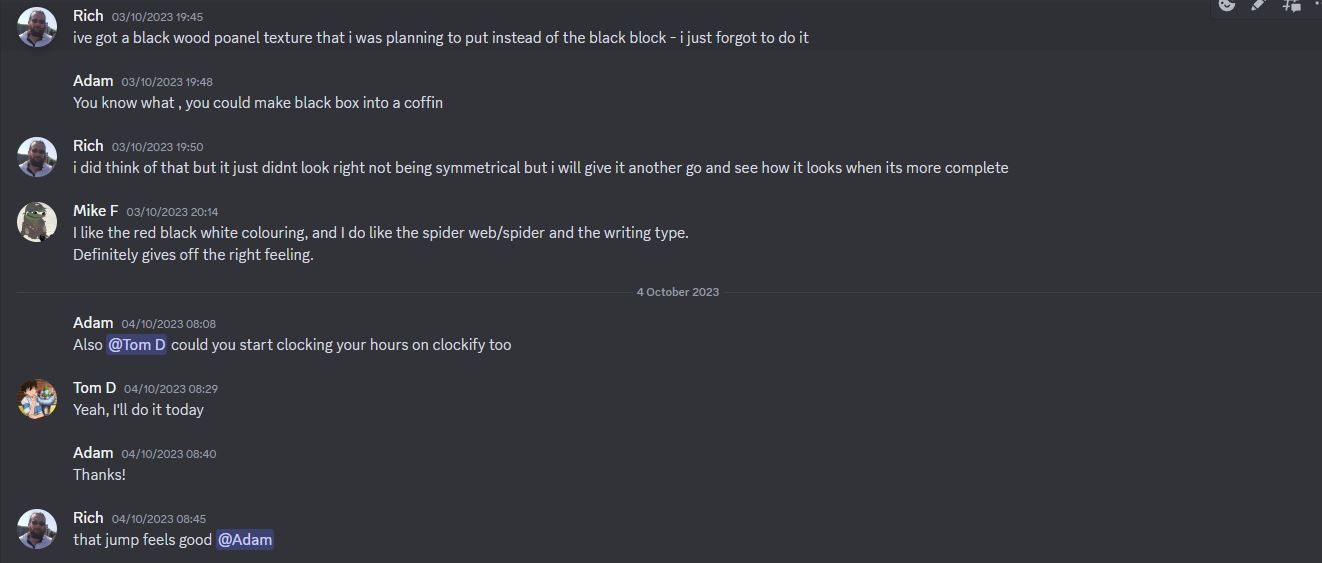 Rich 03/10/2023 19:45
ive got a black wood poanel texture that i was planning to put instead of the black block - i just forgot to do it
Adam 03/10/2023 19:48
You know what , you could make black box into a coffin
Rich 03/10/2023 19:50
i did think of that but it just didnt look right not being symmetrical but i will give it another go and see how it looks when its more complete
Mike F 03/10/2023 20:14
I like the red black white colouring, and I do like the spider web/spider and the writing type.
Definitely gives off the right feeling.
4 October 2023
Adam 04/10/2023 08:08
Also @Tom D could you start clocking your hours on clockify too
Tom D 04/10/2023 08:29
Yeah, I'll do it today
Adam 04/10/2023 08:40
Thanks!
Rich 04/10/2023 08:45
that jump feels good @Adam